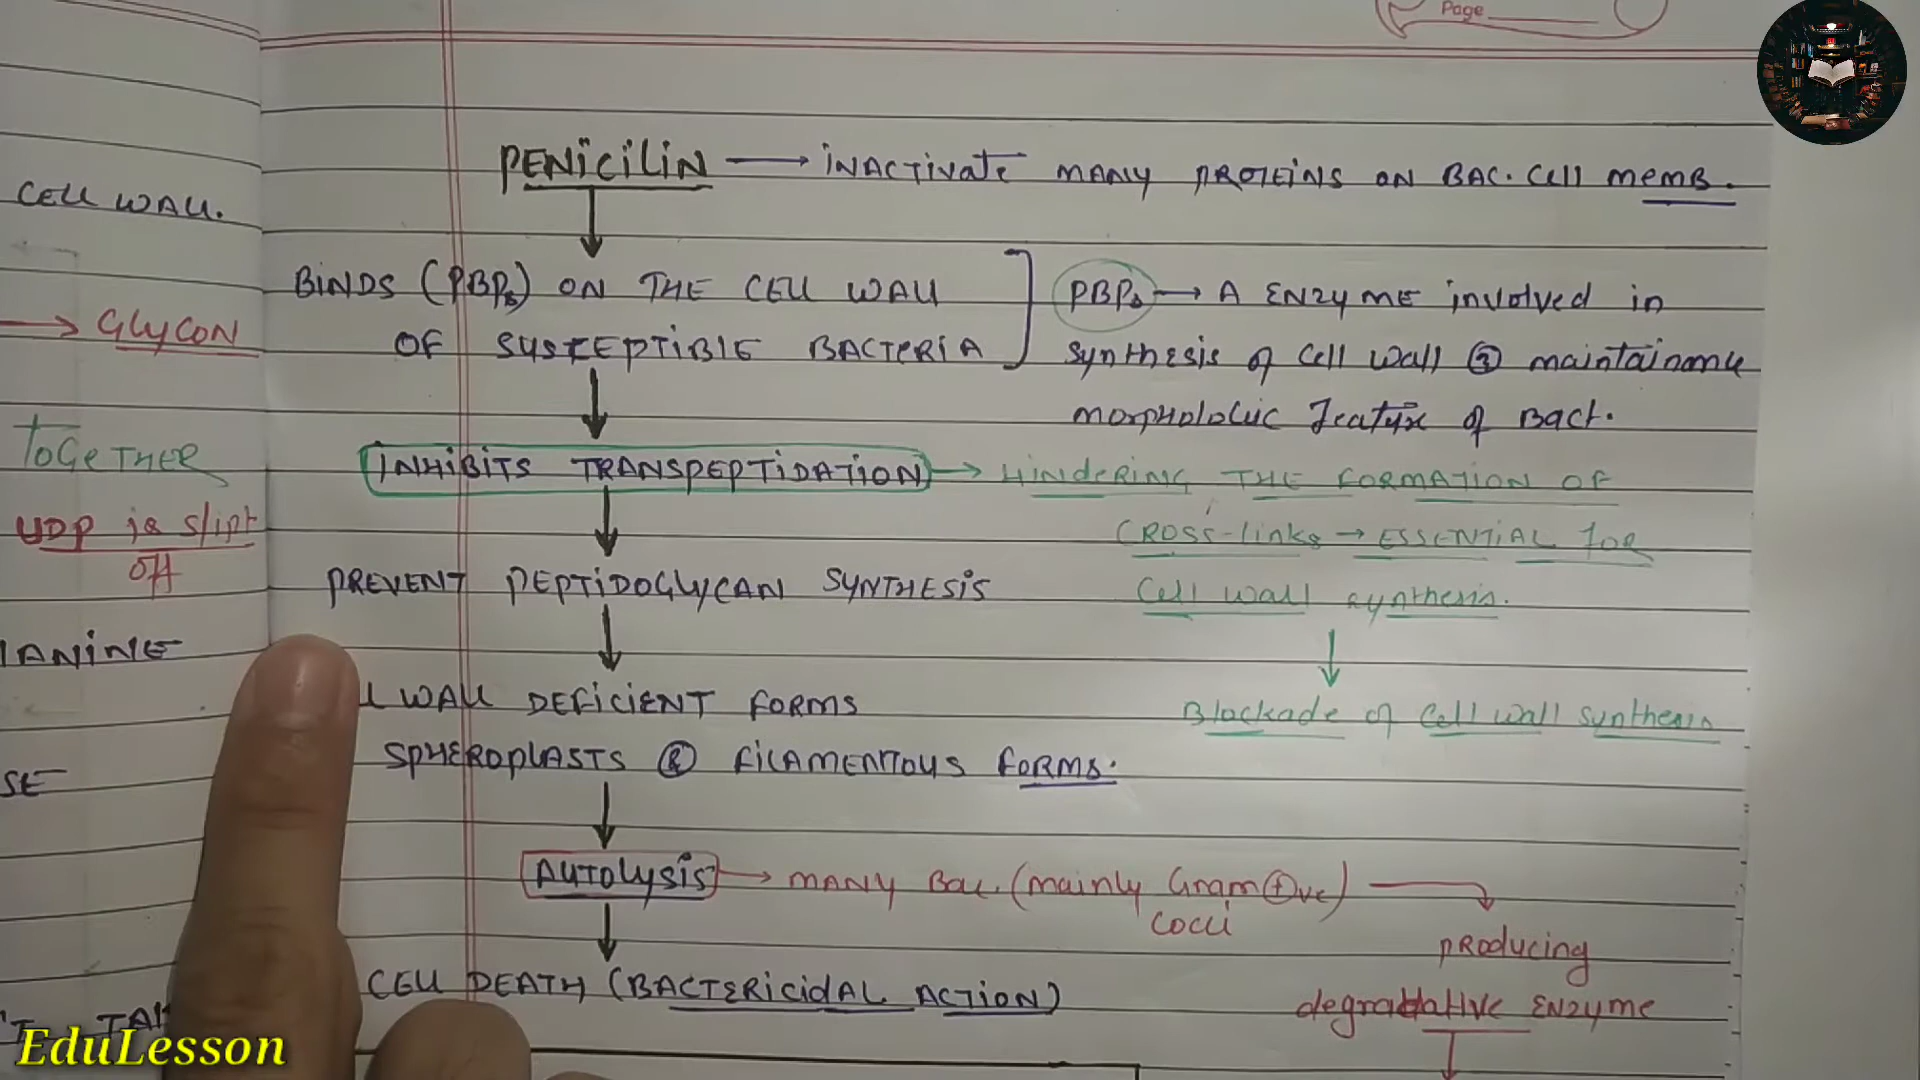 Page
PENICILIN → INACTIVATE MANY PROTEINS ON BAC. CELL MEMB.
BINDS (PBPs) ON THE CELL WALL
OF SUSCEPTIBLE BACTERIA
PBPs → A ENZYME involved in
synthesis of cell wall & maintainance
morphologic feature of Bact.
INHIBITS TRANSPEPTIDATION → HINDERING THE FORMATION OF
CROSS-links → ESSENTIAL FOR
Cell wall synthesis.
Blockade of cell wall synthesis
PREVENT PEPTIDOGLYCAN SYNTHESIS
L WALL DEFICIENT FORMS
SPHEROPLASTS & FILAMENTOUS FORMS.
AUTOLYSIS → MANY Bac. (mainly Gram +ve)
cocci
producing
degradative ENZYME
CELL DEATH (BACTERICIDAL ACTION)
CELL WALL.
→ GLYCON
TOGETHER
UDP is slipt
off
LANINE
SE
TAK
EduLesson